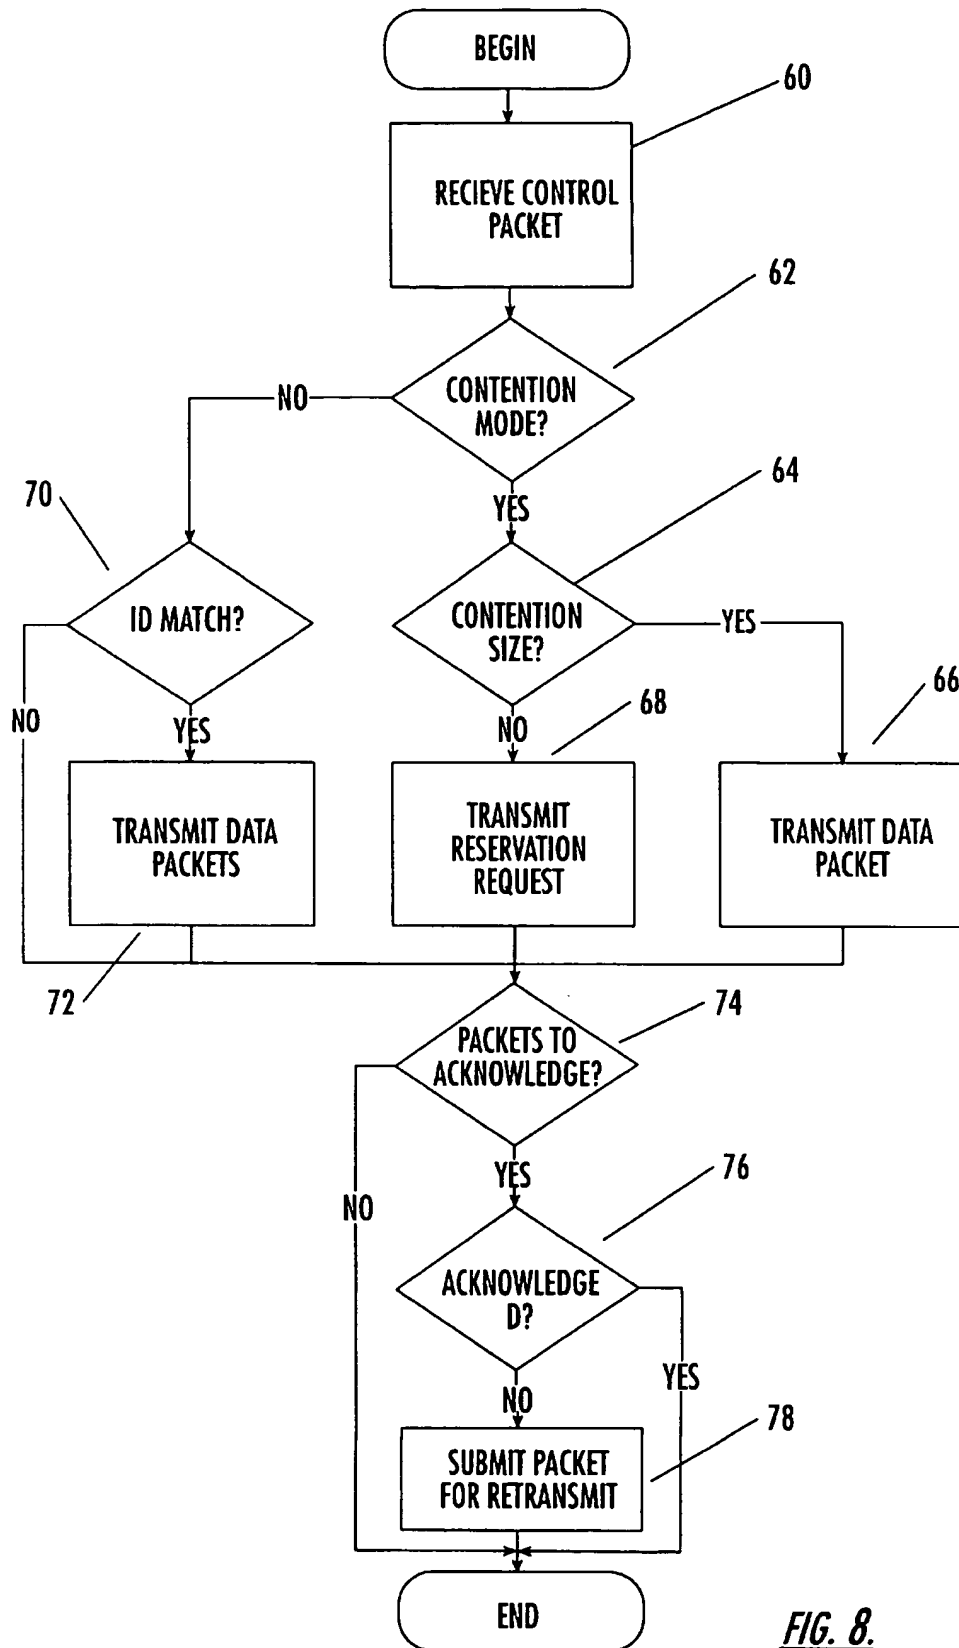 BEGIN
60
RECIEVE CONTROL
PACKET
62
CONTENTION
MODE?
NO
YES
64
70
ID MATCH?
CONTENTION
SIZE?
YES
NO
YES
NO
68
66
TRANSMIT DATA
PACKETS
TRANSMIT
RESERVATION
REQUEST
TRANSMIT DATA
PACKET
72
74
PACKETS TO
ACKNOWLEDGE?
YES
NO
76
ACKNOWLEDGE
D?
YES
NO
78
SUBMIT PACKET
FOR RETRANSMIT
END
FIG. 8.